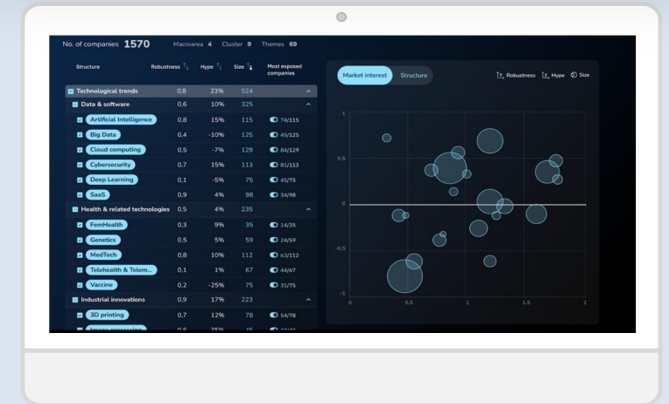 No. of companies 1570 Macroarea 4 Cluster 9 Themes 69
Structure Robustness Hype Size Most exposed companies
Technological trends 0,8 23% 524
Data & software 0,6 10% 325
Artificial Intelligence 0,8 15% 115 74/115
Big Data 0,4 -10% 125 45/125
Cloud computing 0,5 -7% 129 84/129
Cybersecurity 0,7 15% 113 81/113
Deep Learning 0,1 -5% 75 45/75
SaaS 0,9 4% 98 34/98
Health & related technologies 0,5 4% 235
FemHealth 0,3 9% 35 14/35
Genetics 0,5 5% 59 24/59
MedTech 0,8 10% 112 63/112
Telehealth & Telem... 0,1 1% 67 44/67
Vaccine 0,2 -25% 75 31/75
Industrial innovations 0,9 17% 223
3D printing 0,7 12% 78 54/78
Market interest Structure Robustness Hype Size
1
0.5
0
-0.5
-1
0 0.5 1 1.5 2